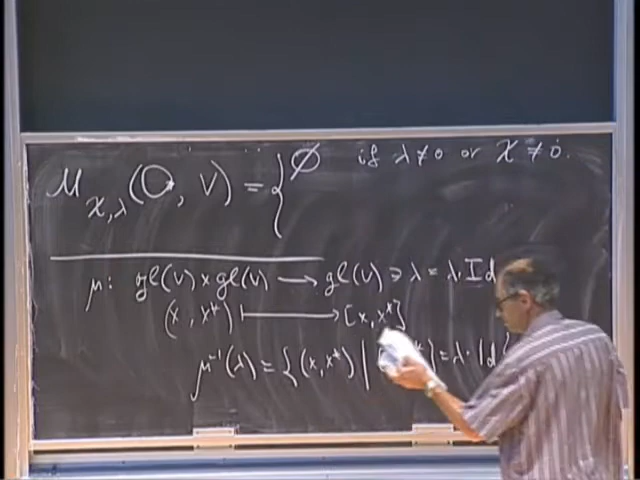 M_{χ,λ}(O, V) = { ∅ if λ≠0 or χ≠0.
μ: gl(V) × gl(V) ⟶ gl(V) ∋ λ = λ·Id
(x, x*) ⟼ [x, x*]
μ⁻¹(λ) = { (x, x*) | *] = λ·Id }